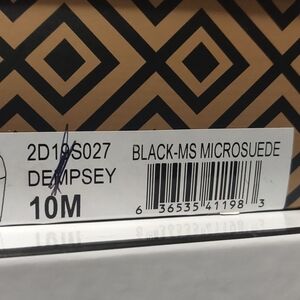 2D19S027 BLACK-MS MICROSUEDE
DEMPSEY
10M
6 36535 41198 3